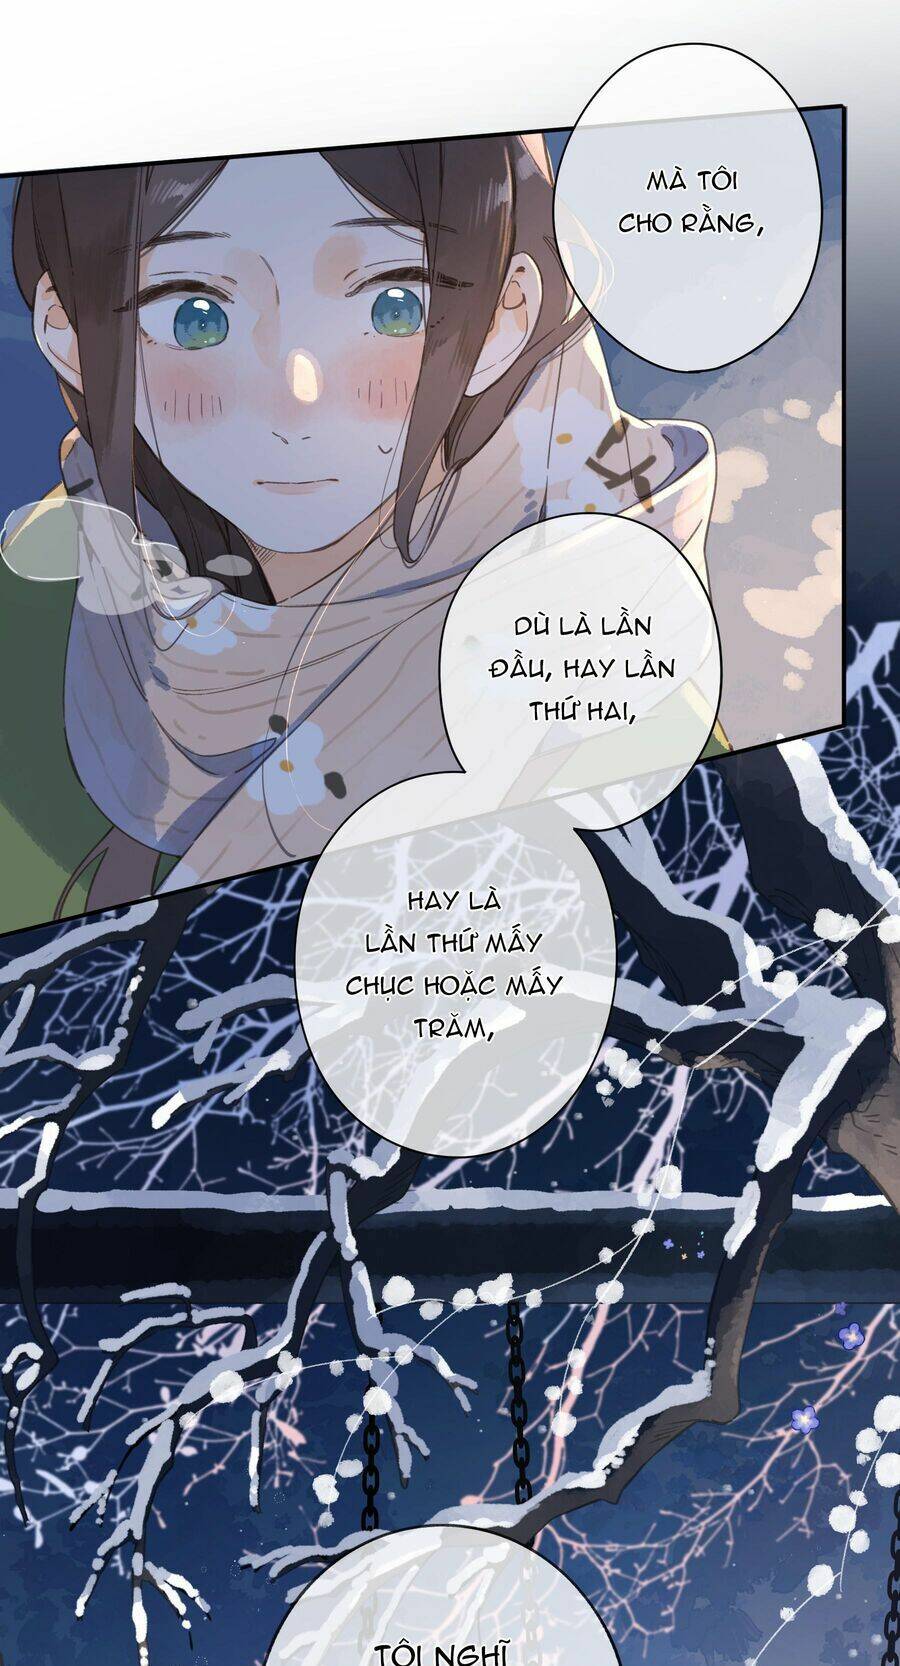 MÀ TÔI
CHO RẰNG,
DÙ LÀ LẦN
ĐẦU, HAY LẦN
THỨ HAI,
HAY LÀ
LẦN THỨ MẤY
CHỤC HOẶC MẤY
TRĂM,
TÔI NGHĨ